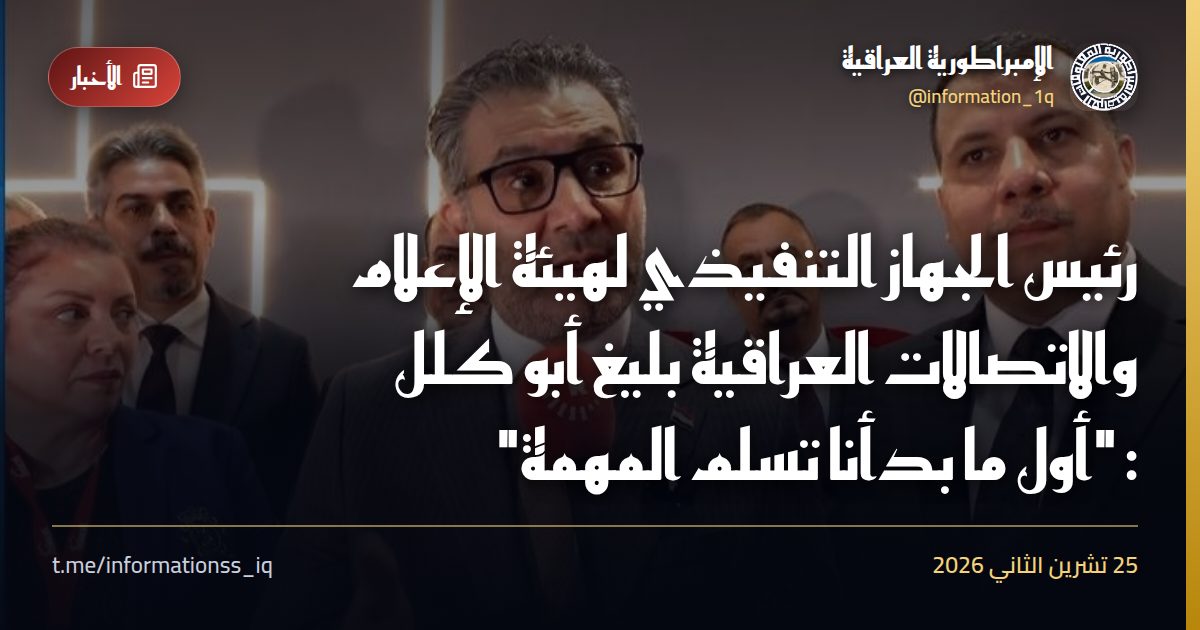 الإمبراطورية العراقية
@information_1q
الأخبار
رئيس الجهاز التنفيذي لهيئة الإعلام
والاتصالات العراقية بليغ أبو كلل
: "أول ما بدأنا تسلم المهمة"
25 تشرين الثاني 2026
t.me/informationss_iq